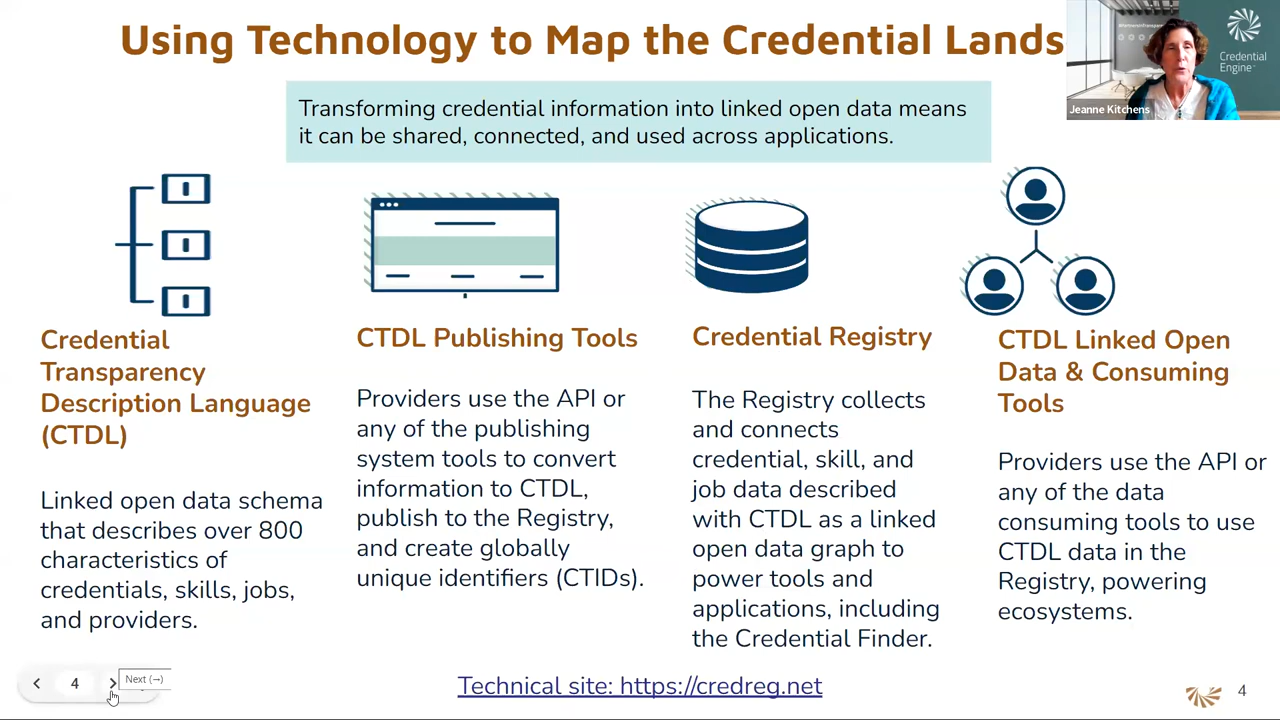 Using Technology to Map the Credential Lands
Credential
Engine
Jeanne Kitchens
Transforming credential information into linked open data means
it can be shared, connected, and used across applications.
Credential
Transparency
Description Language
(CTDL)
Linked open data schema
that describes over 800
characteristics of
credentials, skills, jobs,
and providers.
CTDL Publishing Tools
Providers use the API or
any of the publishing
system tools to convert
information to CTDL,
publish to the Registry,
and create globally
unique identifiers (CTIDs).
Credential Registry
The Registry collects
and connects
credential, skill, and
job data described
with CTDL as a linked
open data graph to
power tools and
applications, including
the Credential Finder.
CTDL Linked Open
Data & Consuming
Tools
Providers use the API or
any of the data
consuming tools to use
CTDL data in the
Registry, powering
ecosystems.
4
Next (→)
Technical site: https://credreg.net
4